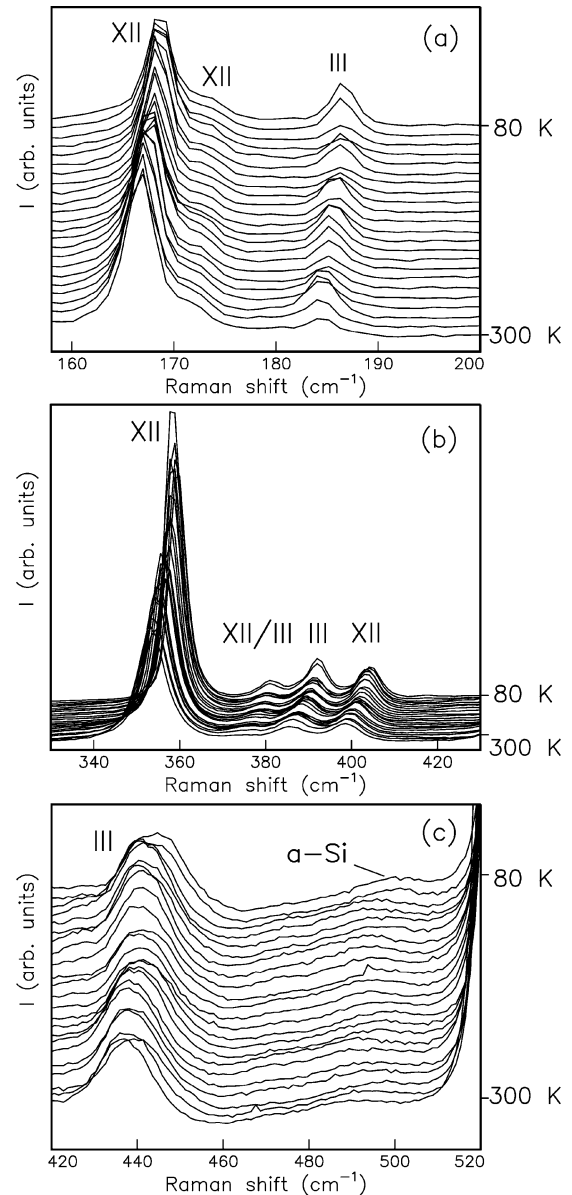 XII XII III (a)
I (arb. units)
80 K
300 K
160 170 180 190 200
Raman shift (cm⁻¹)
XII (b)
I (arb. units)
XII/III III XII
80 K
300 K
340 360 380 400 420
Raman shift (cm⁻¹)
III (c)
a-Si
I (arb. units)
80 K
300 K
420 440 460 480 500 520
Raman shift (cm⁻¹)